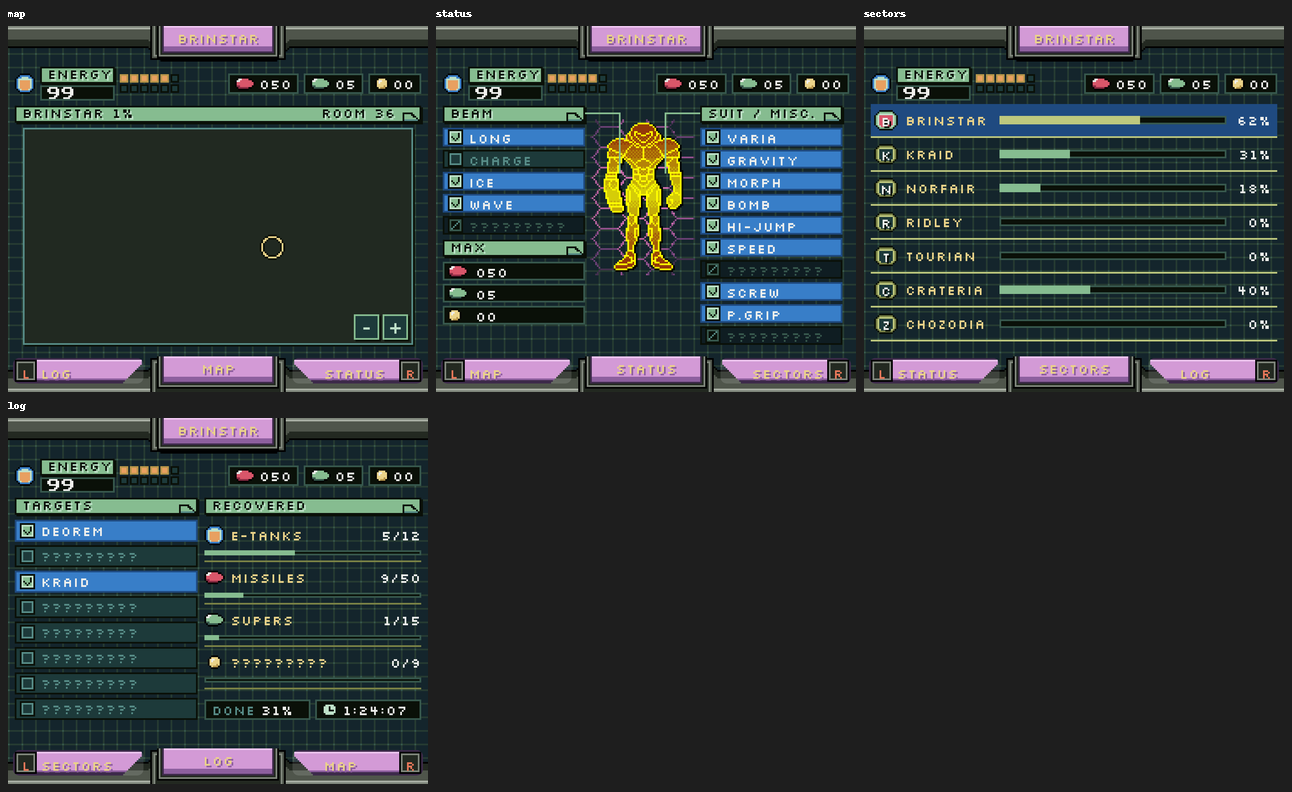 map
BRINSTAR
ENERGY
99
050
05
00
BRINSTAR 1% ROOM 36
- +
L LOG
MAP
STATUS R
status
BRINSTAR
ENERGY
99
050
05
00
BEAM
LONG
CHARGE
ICE
WAVE
?????????
MAX
050
05
00
SUIT / MISC.
VARIA
GRAVITY
MORPH
BOMB
HI-JUMP
SPEED
?????????
SCREW
P.GRIP
?????????
L MAP
STATUS
SECTORS R
sectors
BRINSTAR
ENERGY
99
050
05
00
B BRINSTAR 62%
K KRAID 31%
N NORFAIR 18%
R RIDLEY 0%
T TOURIAN 0%
C CRATERIA 40%
Z CHOZODIA 0%
L STATUS
SECTORS
LOG R
log
BRINSTAR
ENERGY
99
050
05
00
TARGETS
DEOREM
?????????
KRAID
?????????
?????????
?????????
?????????
?????????
RECOVERED
E-TANKS 5/12
MISSILES 9/50
SUPERS 1/15
????????? 0/9
DONE 31%
1:24:07
L SECTORS
LOG
MAP R